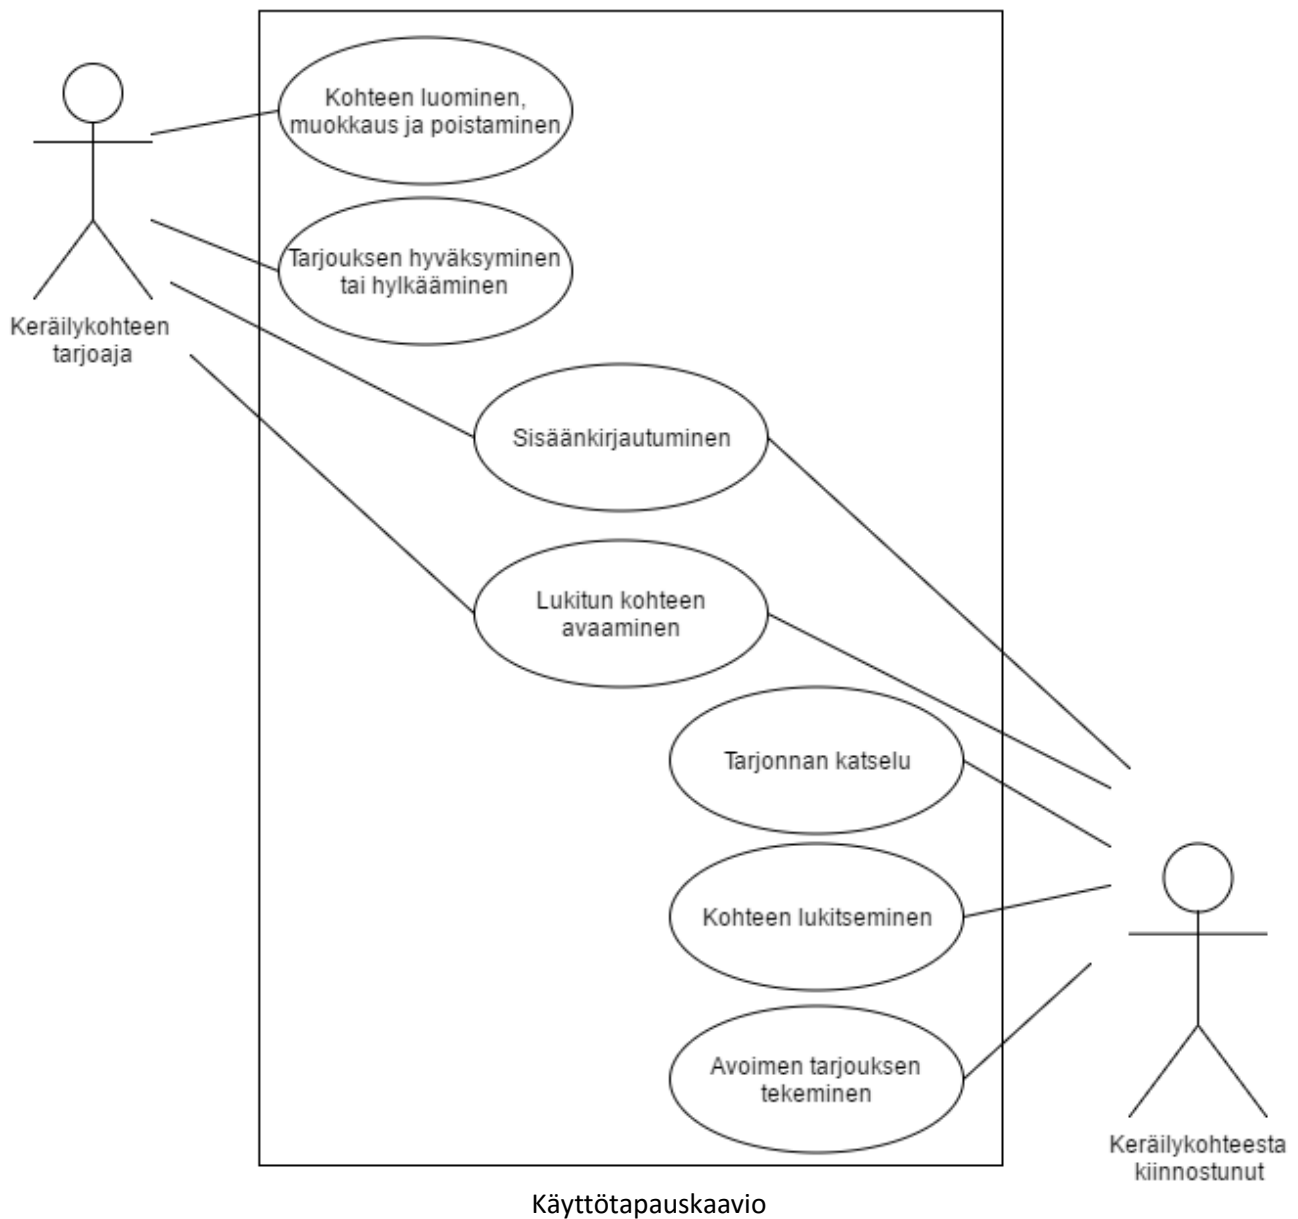 Kohteen luominen,
muokkaus ja poistaminen
Tarjouksen hyväksyminen
tai hylkääminen
Keräilykohteen
tarjoaja
Sisäänkirjautuminen
Lukitun kohteen
avaaminen
Tarjonnan katselu
Kohteen lukitseminen
Avoimen tarjouksen
tekeminen
Keräilykohteesta
kiinnostunut
Käyttötapauskaavio